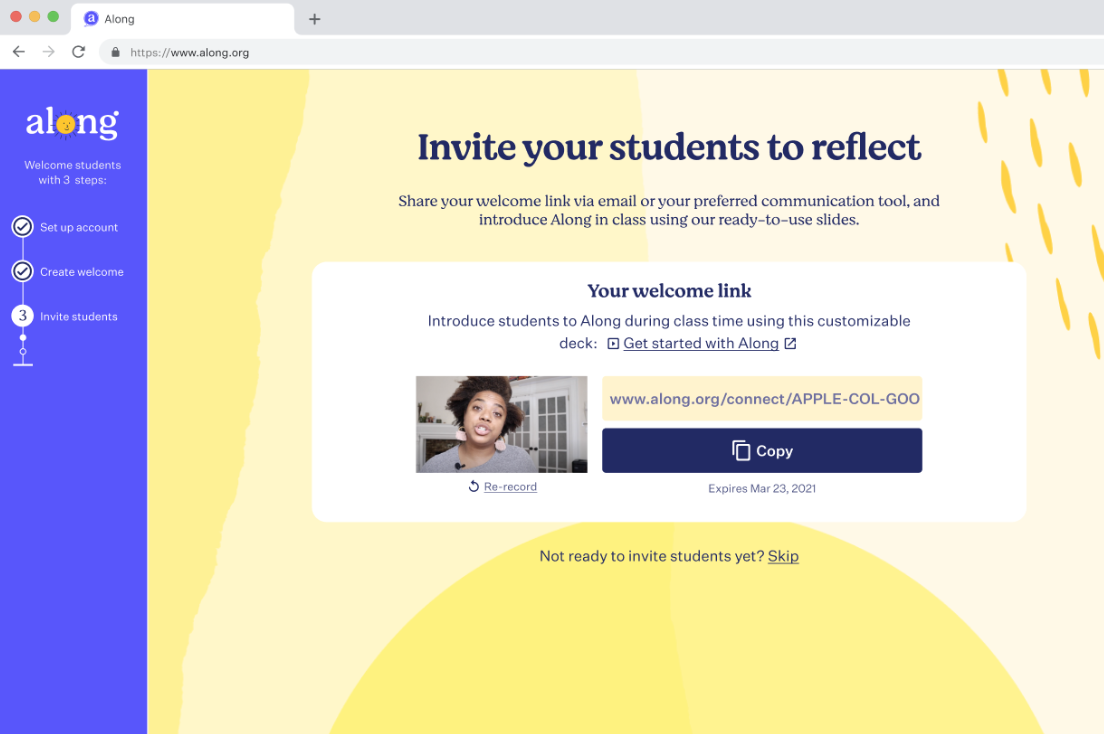 Along
https://www.along.org
along
Welcome students
with 3 steps:
Set up account
Create welcome
3 Invite students
Invite your students to reflect
Share your welcome link via email or your preferred communication tool, and
introduce Along in class using our ready-to-use slides.
Your welcome link
Introduce students to Along during class time using this customizable
deck: Get started with Along
www.along.org/connect/APPLE-COL-GOO
Copy
Re-record
Expires Mar 23, 2021
Not ready to invite students yet? Skip